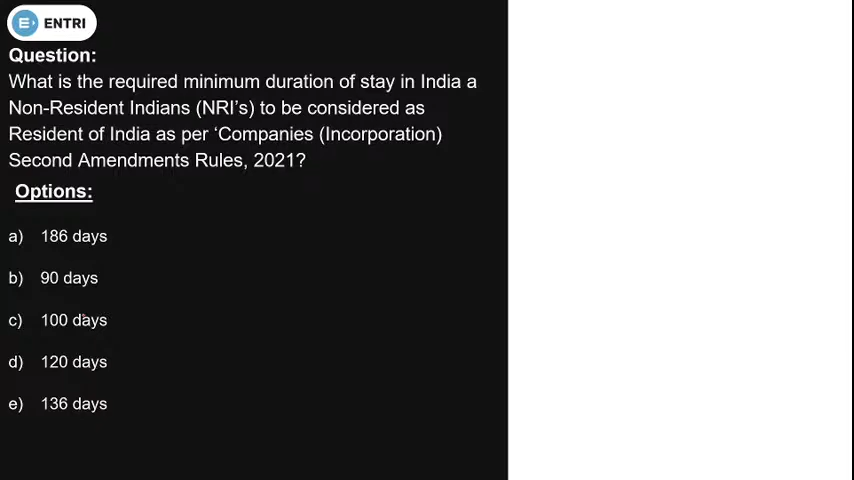 ENTRI
Question:
What is the required minimum duration of stay in India a
Non-Resident Indians (NRI's) to be considered as
Resident of India as per ‘Companies (Incorporation)
Second Amendments Rules, 2021?
Options:
a) 186 days
b) 90 days
c) 100 days
d) 120 days
e) 136 days